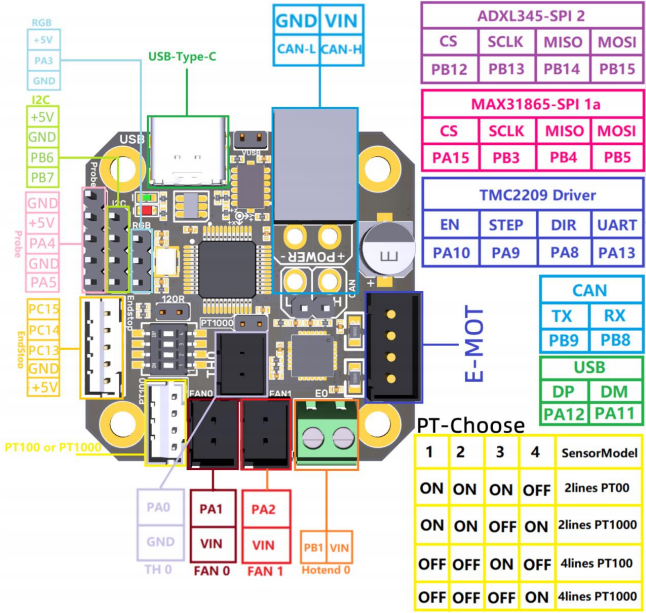 GND VIN
CAN-L CAN-H
ADXL345-SPI 2
CS SCLK MISO MOSI
PB12 PB13 PB14 PB15
RGB
+5V
PA3
GND
USB-Type-C
MAX31865-SPI 1a
CS SCLK MISO MOSI
PA15 PB3 PB4 PB5
I2C
+5V
GND
PB6
PB7
USB
VUSB
Probe
I2C
RGB
TMC2209 Driver
EN STEP DIR UART
PA10 PA9 PA8 PA13
Probe
GND
+5V
PA4
GND
PA5
+POWER-
CAN
H
CAN
TX RX
PB9 PB8
EndStop
PC15
PC14
PC13
GND
+5V
Endstop
120R
PT1000
E-MOT
USB
DP DM
PA12 PA11
FAN0
FAN1
E0
PT100 or PT1000
PA0
GND
TH 0
PA1
VIN
FAN 0
PA2
VIN
FAN 1
PB1 VIN
Hotend 0
PT-Choose
1 2 3 4 SensorModel
ON ON ON OFF 2lines PT00
ON ON OFF ON 2lines PT1000
OFF OFF ON OFF 4lines PT100
OFF OFF OFF ON 4lines PT1000